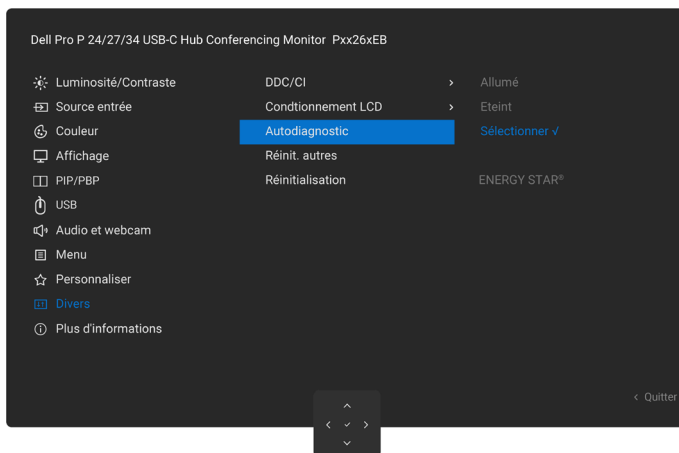 Dell Pro P 24/27/34 USB-C Hub Conferencing Monitor Pxx26xEB
Luminosité/Contraste
DDC/CI
Allumé
Source entrée
Condtionnement LCD
Eteint
Couleur
Autodiagnostic
Sélectionner √
Affichage
Réinit. autres
PIP/PBP
Réinitialisation
ENERGY STAR®
USB
Audio et webcam
Menu
Personnaliser
Divers
Plus d'informations
Quitter